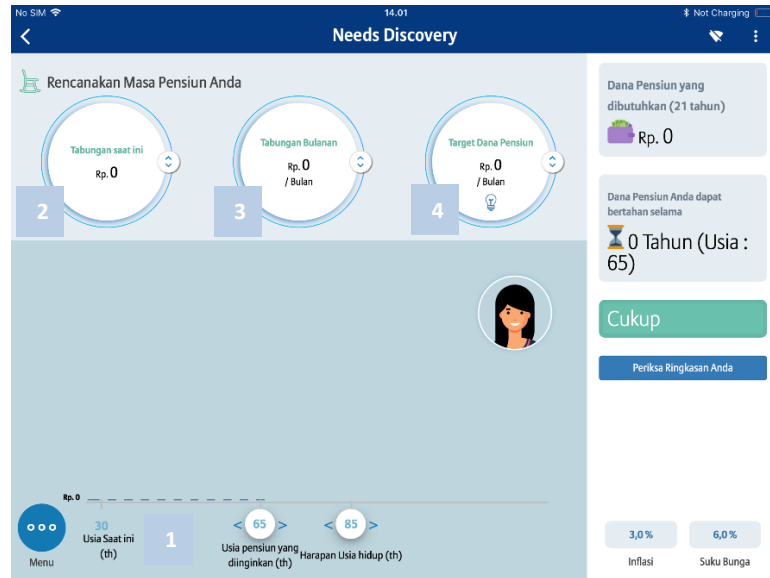 No SIM
14.01
Not Charging
Needs Discovery
Rencanakan Masa Pensiun Anda
Tabungan saat ini
Rp. 0
2
Tabungan Bulanan
Rp. 0
/ Bulan
3
Target Dana Pensiun
Rp. 0
/ Bulan
4
Dana Pensiun yang
dibutuhkan (21 tahun)
Rp. 0
Dana Pensiun Anda dapat
bertahan selama
0 Tahun (Usia :
65)
Cukup
Periksa Ringkasan Anda
Rp. 0
Menu
30
Usia Saat ini
(th)
1
< 65 >
Usia pensiun yang
diinginkan (th)
< 85 >
Harapan Usia hidup (th)
3,0 %
Inflasi
6,0 %
Suku Bunga